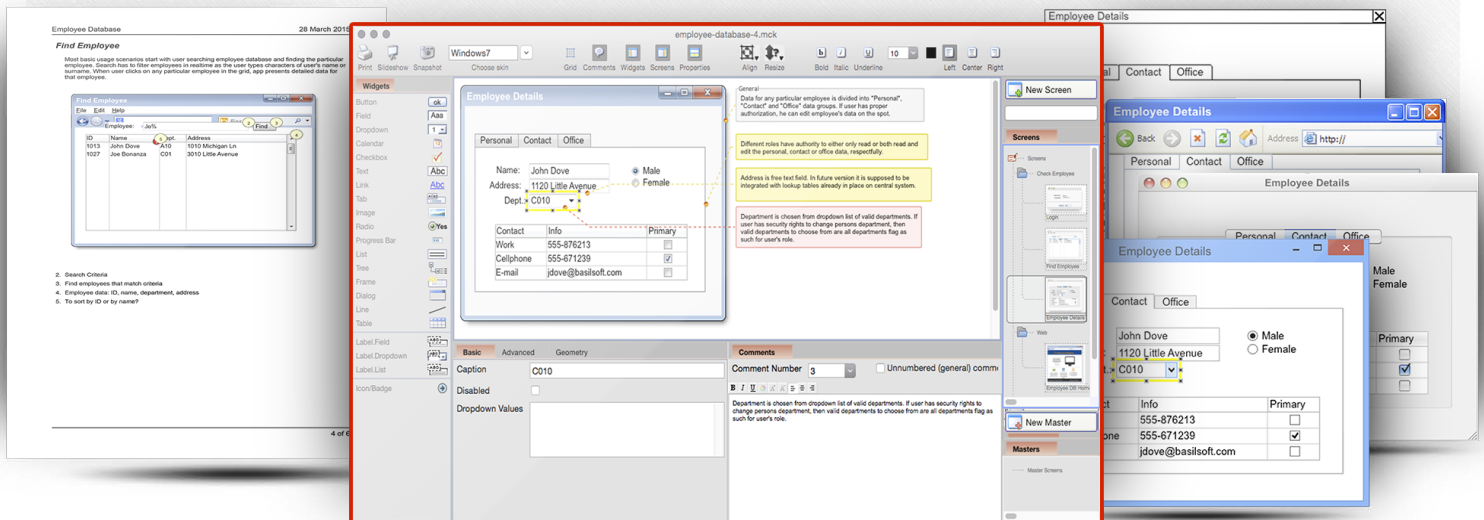 Employee Database 28 March 2015
Find Employee
Most basic usage scenarios start with user searching employee database and finding the particular
employee. Search has to filter employees in realtime as the user types characters of user's name or
surname. When user clicks on any particular employee in the grid, app presents detailed data for
that employee.
Find Employee
File Edit Help
Employee: Jo% Find
ID Name Dept. Address
1013 John Dove A10 1010 Michigan Ln
1027 Joe Bonanza C01 3010 Little Avenue
2. Search Criteria
3. Find employees that match criteria
4. Employee data: ID, name, department, address
5. To sort by ID or by name?
4 of 6
employee-database-4.mck
Windows7
10
Print Slideshow Snapshot Choose skin Grid Comments Widgets Screens Properties Align Resize Bold Italic Underline Left Center Right
Widgets
Button ok
Field Aaa
Dropdown 1
Calendar
Checkbox
Text Abc
Link Abc
Tab
Image
Radio Yes
Progress Bar
List
Tree
Frame
Dialog
Line
Table
Label.Field
Label.Dropdown
Label.List
Icon/Badge
Employee Details
Personal Contact Office
Name: John Dove
Address: 1120 Little Avenue
Dept.: C010
Male
Female
Contact Info Primary
Work 555-876213
Cellphone 555-671239
E-mail jdove@basilsoft.com
General
Data for any particular employee is divided into "Personal",
"Contact" and "Office" data groups. If user has proper
authorization, he can edit employee's data on the spot.
Different roles have authority to either only read or both read and
edit the personal, contact or office data, respectfully.
Address is free text field. In future version it is supposed to be
integrated with lookup tables already in place on central system.
Department is chosen from dropdown list of valid departments. If
user has security rights to change persons department, then
valid departments to choose from are all departments flag as
such for user's role.
Basic Advanced Geometry
Caption C010
Disabled
Dropdown Values
Comments
Comment Number 3 Unnumbered (general) comme
B I U
Department is chosen from dropdown list of valid departments. If user has security rights to
change persons department, then valid departments to choose from are all departments flag as
such for user's role.
New Screen
Screens
Screens
Check Employee
Login
Find Employee
Employee Details
Web
Employee DB Home
New Master
Masters
Master Screens
Employee Details
al Contact Office
Employee Details
Back Address http://
Personal Contact Office
Employee Details
Personal Contact Office
Male
Female
Primary
Employee Details
Contact Office
John Dove
1120 Little Avenue
C010
Male
Female
Info Primary
555-876213
555-671239
jdove@basilsoft.com